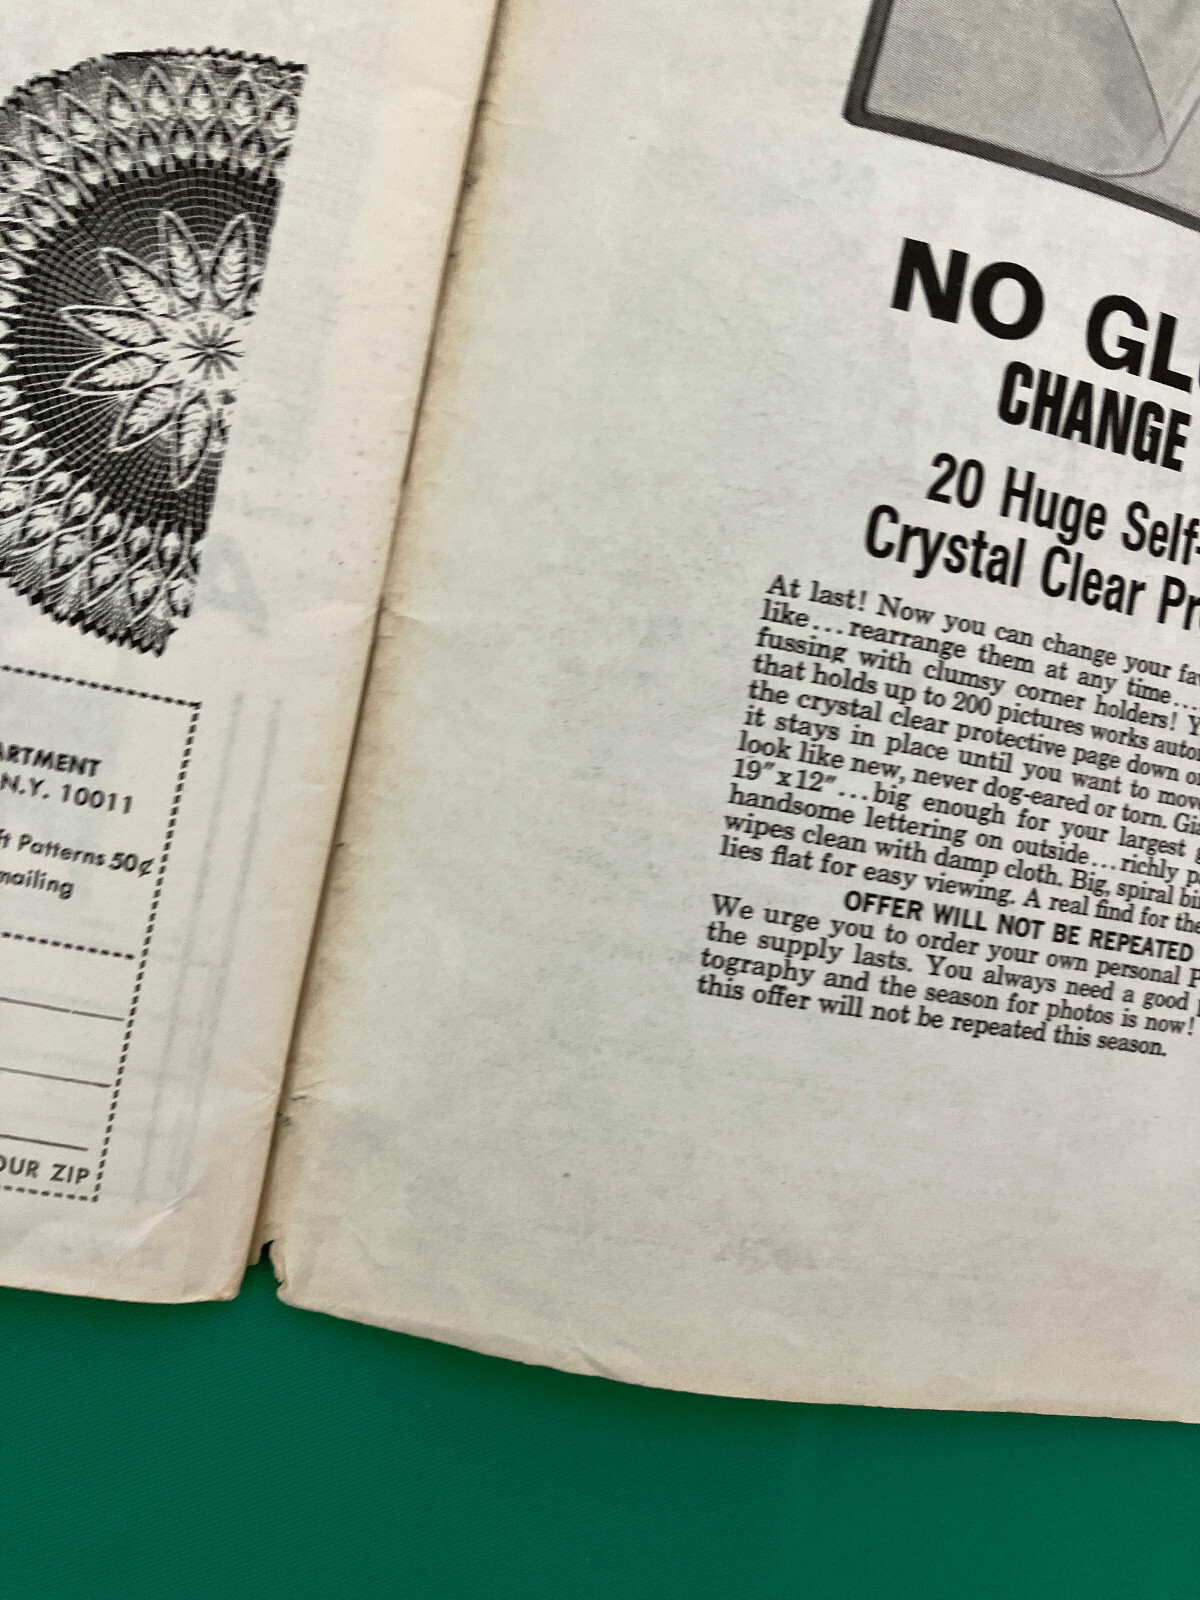 ARTMENT
N.Y. 10011
ft Patterns 50¢
mailing
OUR ZIP
NO GL
CHANGE
20 Huge Self-
Crystal Clear Pr
At last! Now you can change your fav
like...rearrange them at any time...
fussing with clumsy corner holders! Y
that holds up to 200 pictures works autom
the crystal clear protective page down o
it stays in place until you want to mov
look like new, never dog-eared or torn. Gia
19″x12″...big enough for your largest g
handsome lettering on outside...richly pa
wipes clean with damp cloth. Big, spiral bin
lies flat for easy viewing. A real find for the
OFFER WILL NOT BE REPEATED
We urge you to order your own personal P
the supply lasts. You always need a good p
tography and the season for photos is now!
this offer will not be repeated this season.